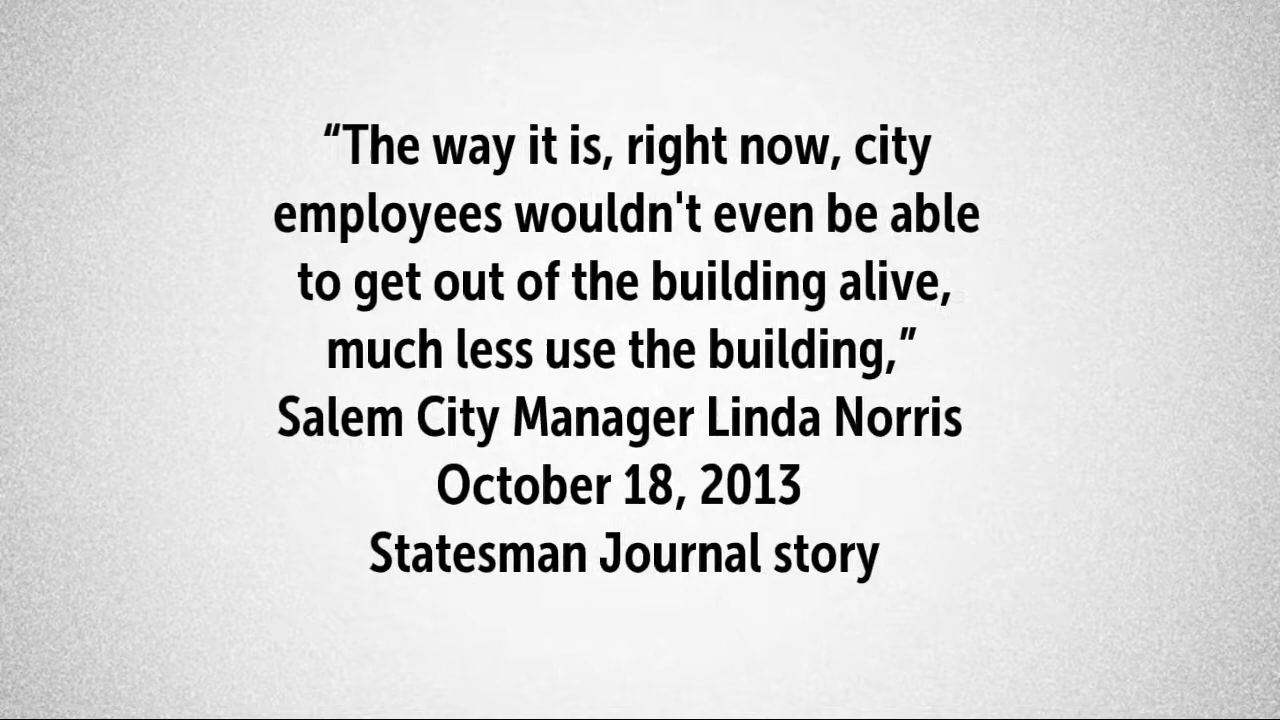 “The way it is, right now, city
employees wouldn't even be able
to get out of the building alive,
much less use the building,”
Salem City Manager Linda Norris
October 18, 2013
Statesman Journal story